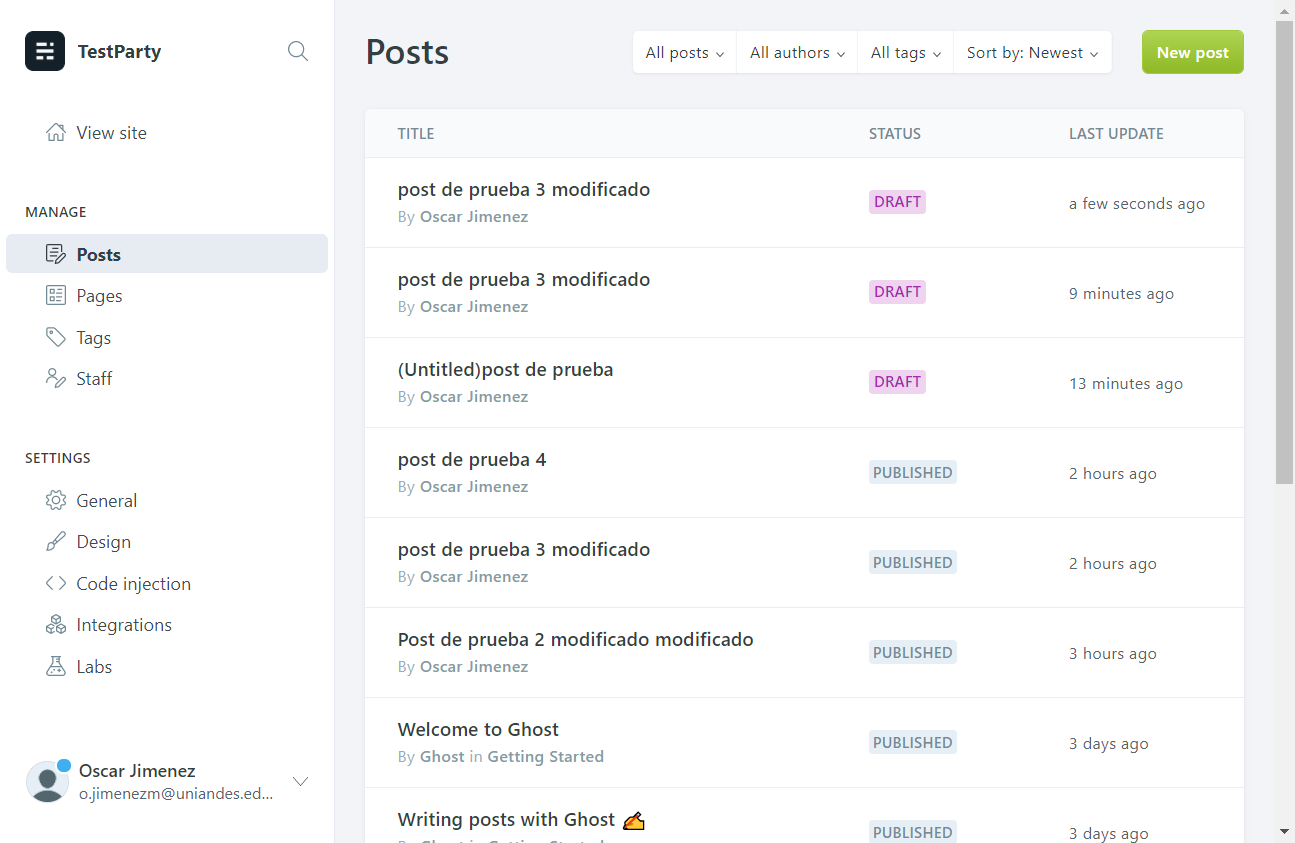 TestParty
View site
MANAGE
Posts
Pages
Tags
Staff
SETTINGS
General
Design
Code injection
Integrations
Labs
Oscar Jimenez
o.jimenezm@uniandes.ed...
Posts
All posts
All authors
All tags
Sort by: Newest
New post
TITLE STATUS LAST UPDATE
post de prueba 3 modificado
By Oscar Jimenez
DRAFT
a few seconds ago
post de prueba 3 modificado
By Oscar Jimenez
DRAFT
9 minutes ago
(Untitled)post de prueba
By Oscar Jimenez
DRAFT
13 minutes ago
post de prueba 4
By Oscar Jimenez
PUBLISHED
2 hours ago
post de prueba 3 modificado
By Oscar Jimenez
PUBLISHED
2 hours ago
Post de prueba 2 modificado modificado
By Oscar Jimenez
PUBLISHED
3 hours ago
Welcome to Ghost
By Ghost in Getting Started
PUBLISHED
3 days ago
Writing posts with Ghost ✍️
PUBLISHED
3 days ago